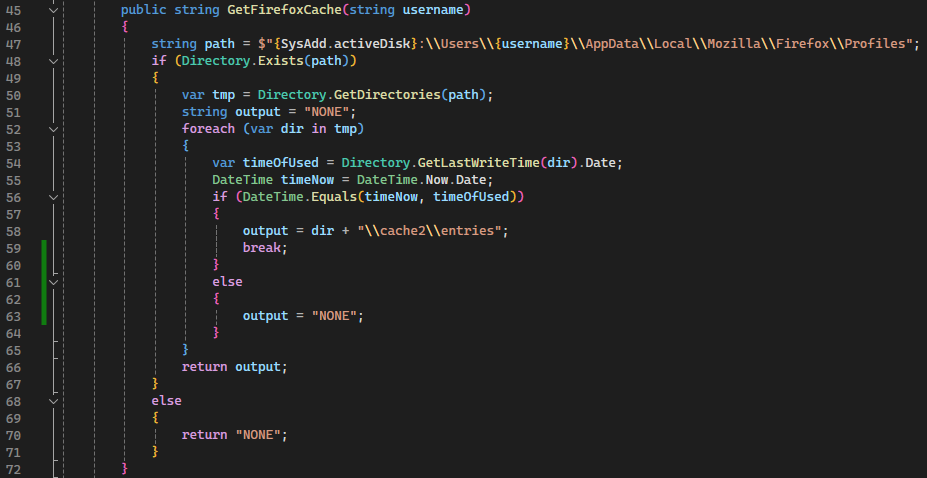 45 public string GetFirefoxCache(string username)
46 {
47 string path = $"{SysAdd.activeDisk}:\\Users\\{username}\\AppData\\Local\\Mozilla\\Firefox\\Profiles";
48 if (Directory.Exists(path))
49 {
50 var tmp = Directory.GetDirectories(path);
51 string output = "NONE";
52 foreach (var dir in tmp)
53 {
54 var timeOfUsed = Directory.GetLastWriteTime(dir).Date;
55 DateTime timeNow = DateTime.Now.Date;
56 if (DateTime.Equals(timeNow, timeOfUsed))
57 {
58 output = dir + "\\cache2\\entries";
59 break;
60 }
61 else
62 {
63 output = "NONE";
64 }
65 }
66 return output;
67 }
68 else
69 {
70 return "NONE";
71 }
72 }